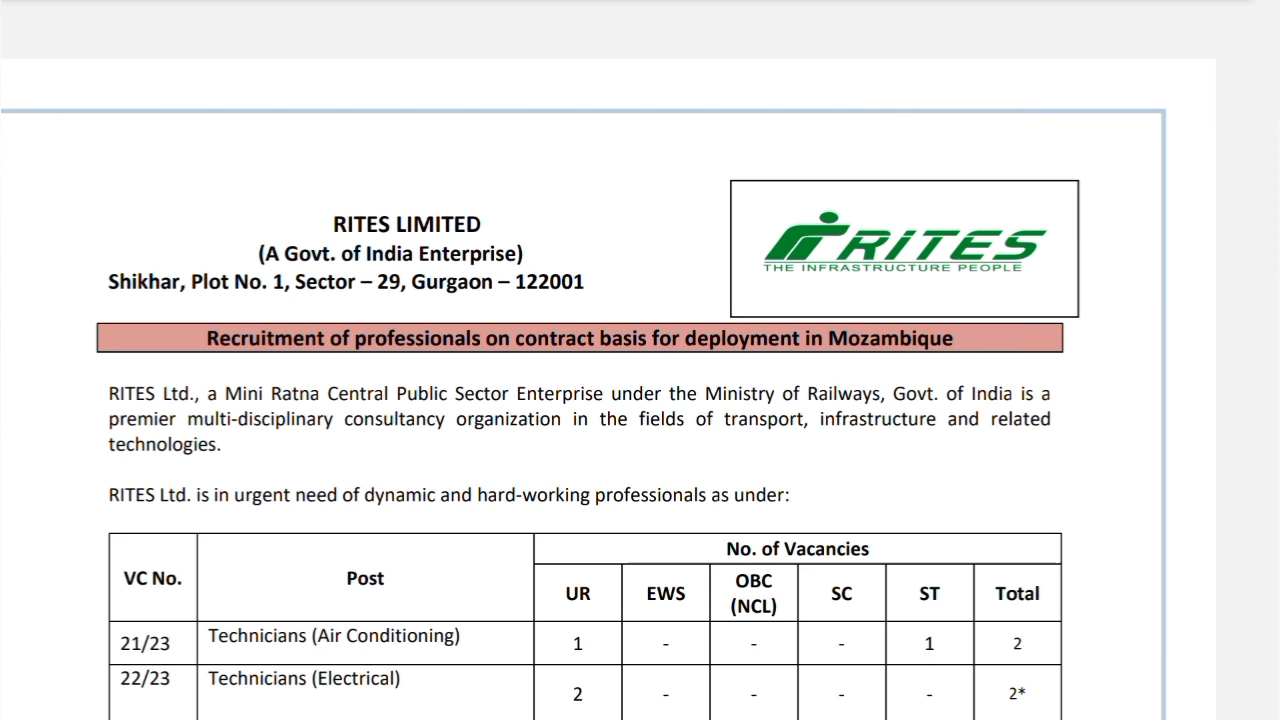 RITES LIMITED
(A Govt. of India Enterprise)
Shikhar, Plot No. 1, Sector – 29, Gurgaon – 122001
RITES
THE INFRASTRUCTURE PEOPLE
Recruitment of professionals on contract basis for deployment in Mozambique
RITES Ltd., a Mini Ratna Central Public Sector Enterprise under the Ministry of Railways, Govt. of India is a
premier multi-disciplinary consultancy organization in the fields of transport, infrastructure and related
technologies.
RITES Ltd. is in urgent need of dynamic and hard-working professionals as under:
VC No. Post No. of Vacancies
UR EWS OBC (NCL) SC ST Total
21/23 Technicians (Air Conditioning) 1 - - - 1 2
22/23 Technicians (Electrical) 2 - - - - 2*